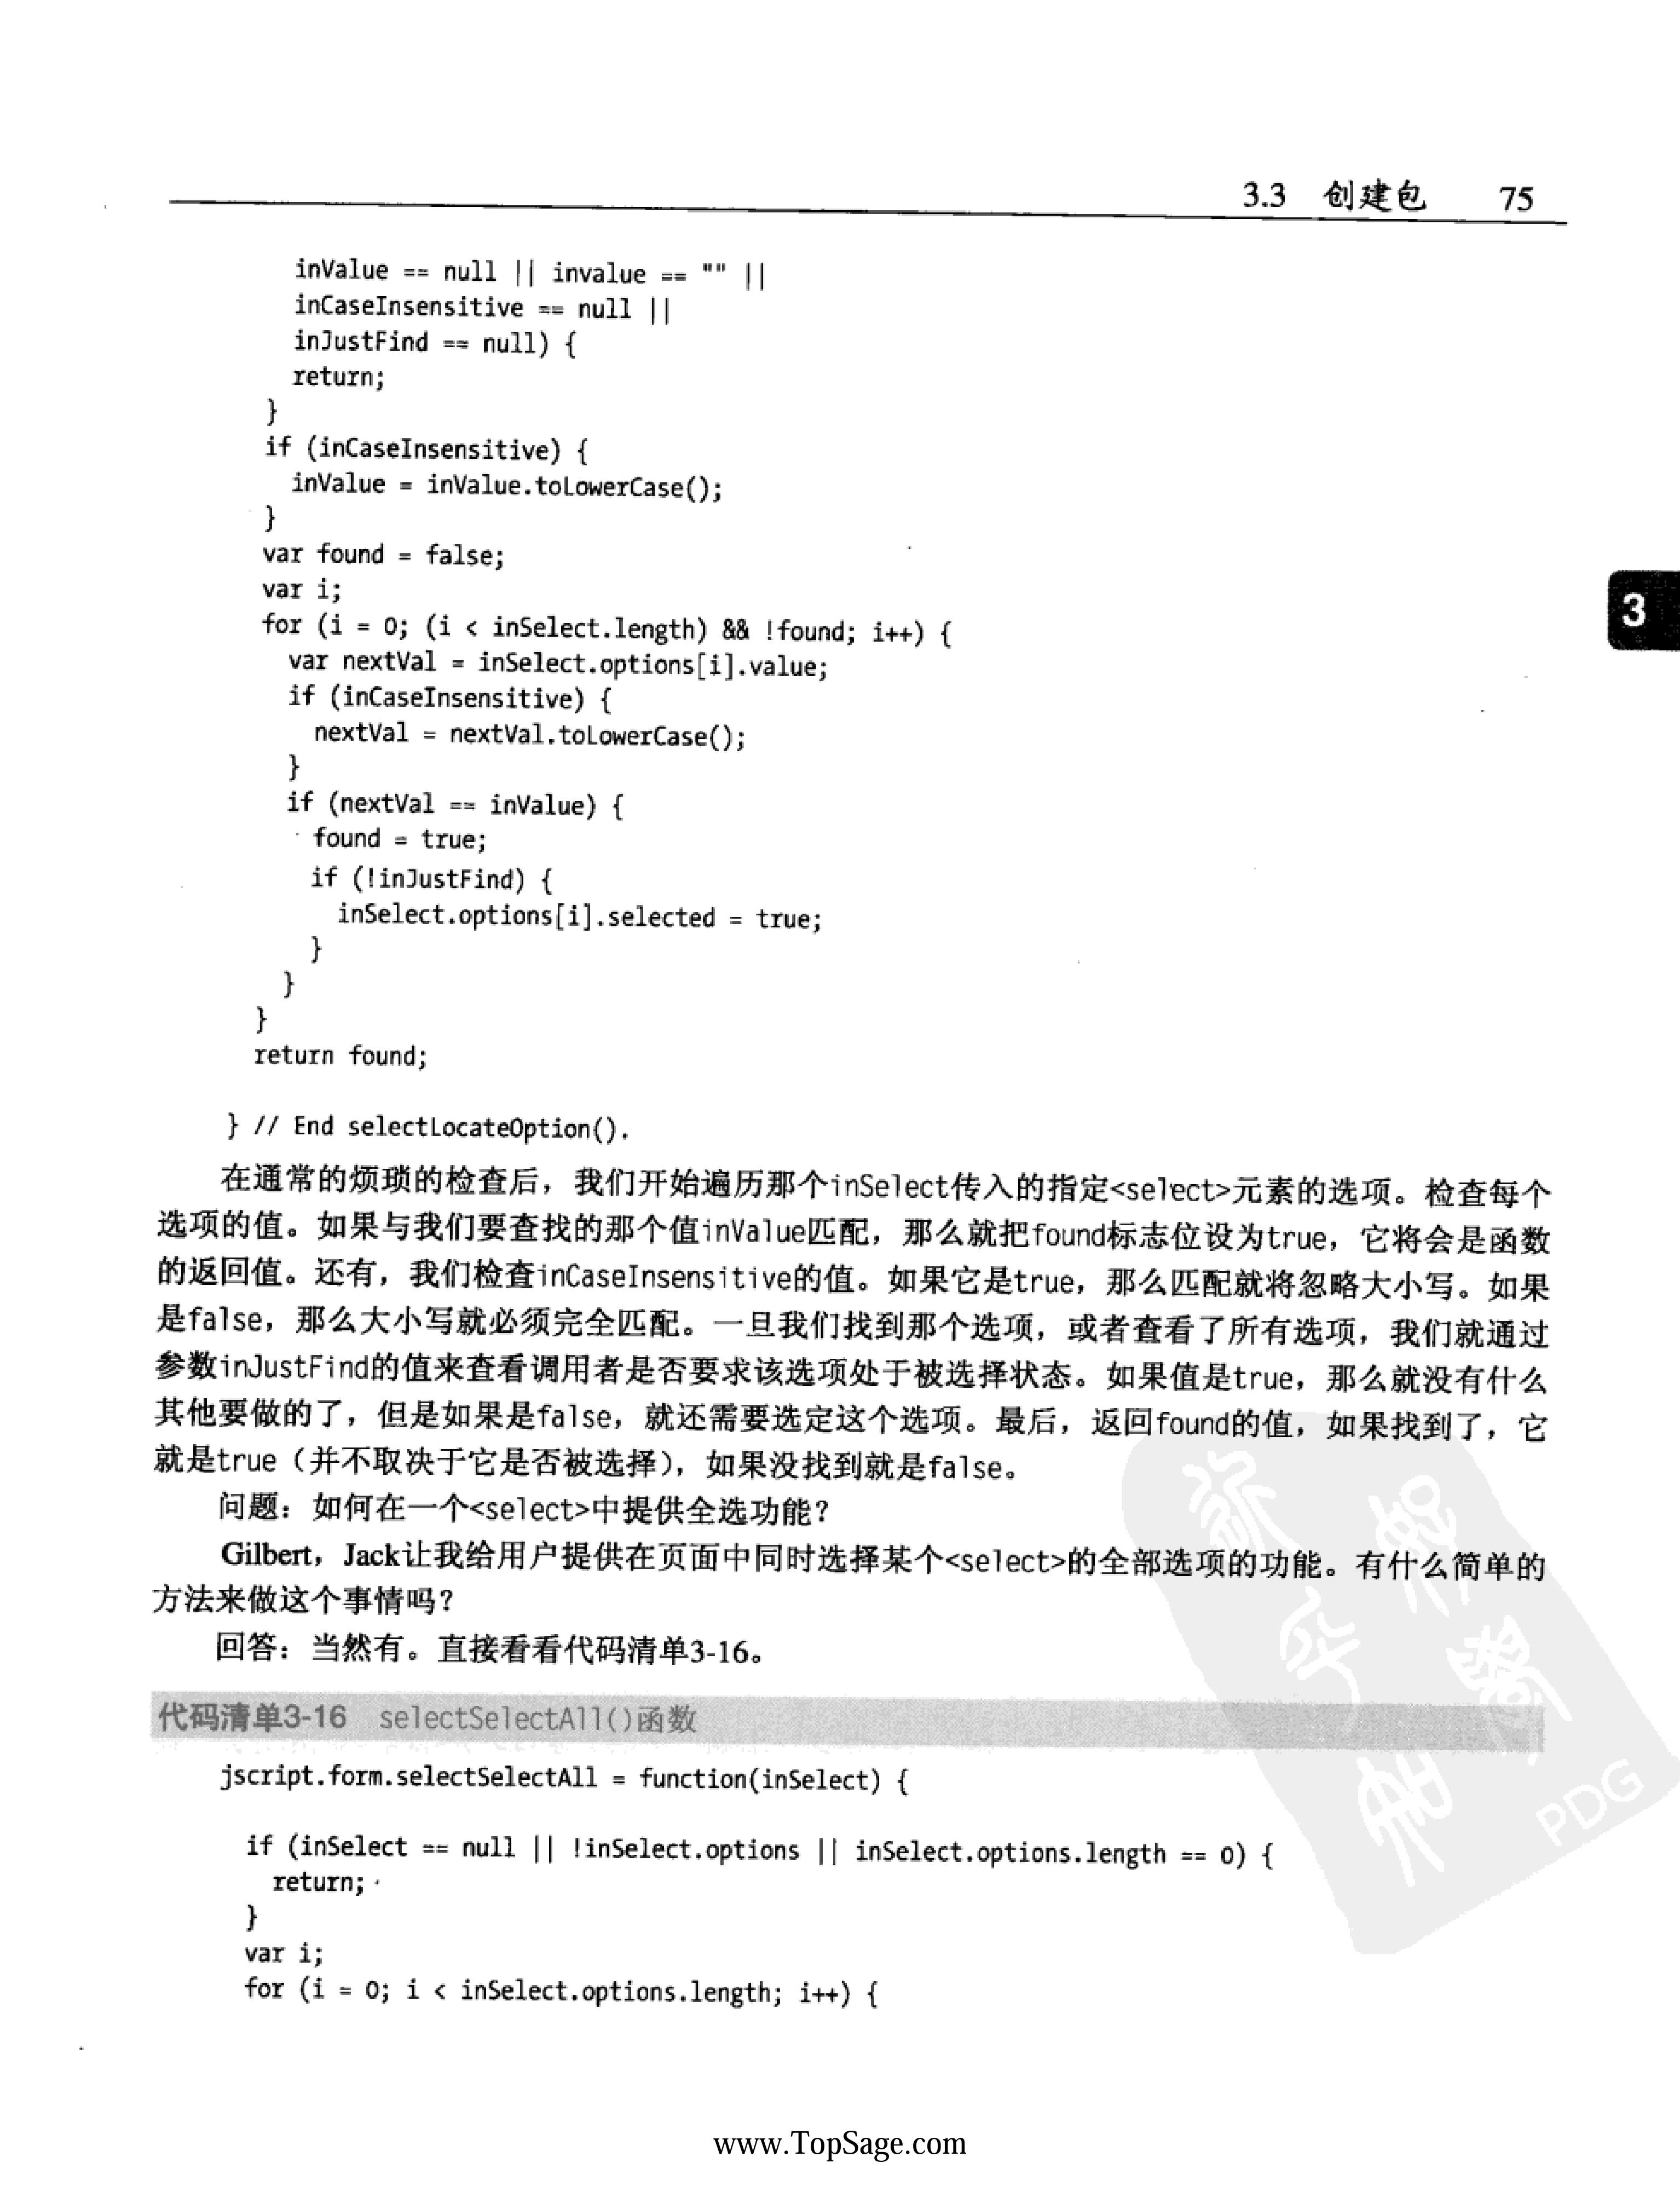 3.3 创建包 75
inValue == null || invalue == "" ||
inCaseInsensitive == null ||
inJustFind == null) {
return;
}
if (inCaseInsensitive) {
inValue = inValue.toLowerCase();
}
var found = false;
var i;
for (i = 0; (i < inSelect.length) && !found; i++) {
var nextVal = inSelect.options[i].value;
if (inCaseInsensitive) {
nextVal = nextVal.toLowerCase();
}
if (nextVal == inValue) {
found = true;
if (!inJustFind) {
inSelect.options[i].selected = true;
}
}
}
return found;
} // End selectLocateOption().
3
在通常的烦琐的检查后，我们开始遍历那个inSelect传入的指定<select>元素的选项。检查每个
选项的值。如果与我们要查找的那个值inValue匹配，那么就把found标志位设为true，它将会是函数
的返回值。还有，我们检查inCaseInsensitive的值。如果它是true，那么匹配就将忽略大小写。如果
是false，那么大小写就必须完全匹配。一旦我们找到那个选项，或者查看了所有选项，我们就通过
参数inJustFind的值来查看调用者是否要求该选项处于被选择状态。如果值是true，那么就没有什么
其他要做的了，但是如果是false，就还需要选定这个选项。最后，返回found的值，如果找到了，它
就是true（并不取决于它是否被选择），如果没找到就是false。
问题：如何在一个<select>中提供全选功能？
Gilbert，Jack让我给用户提供在页面中同时选择某个<select>的全部选项的功能。有什么简单的
方法来做这个事情吗？
回答：当然有。直接看看代码清单3-16。
代码清单3-16 selectSelectAll()函数
jscript.form.selectSelectAll = function(inSelect) {
if (inSelect == null || !inSelect.options || inSelect.options.length == 0) {
return;
}
var i;
for (i = 0; i < inSelect.options.length; i++) {
PDG
www.TopSage.com